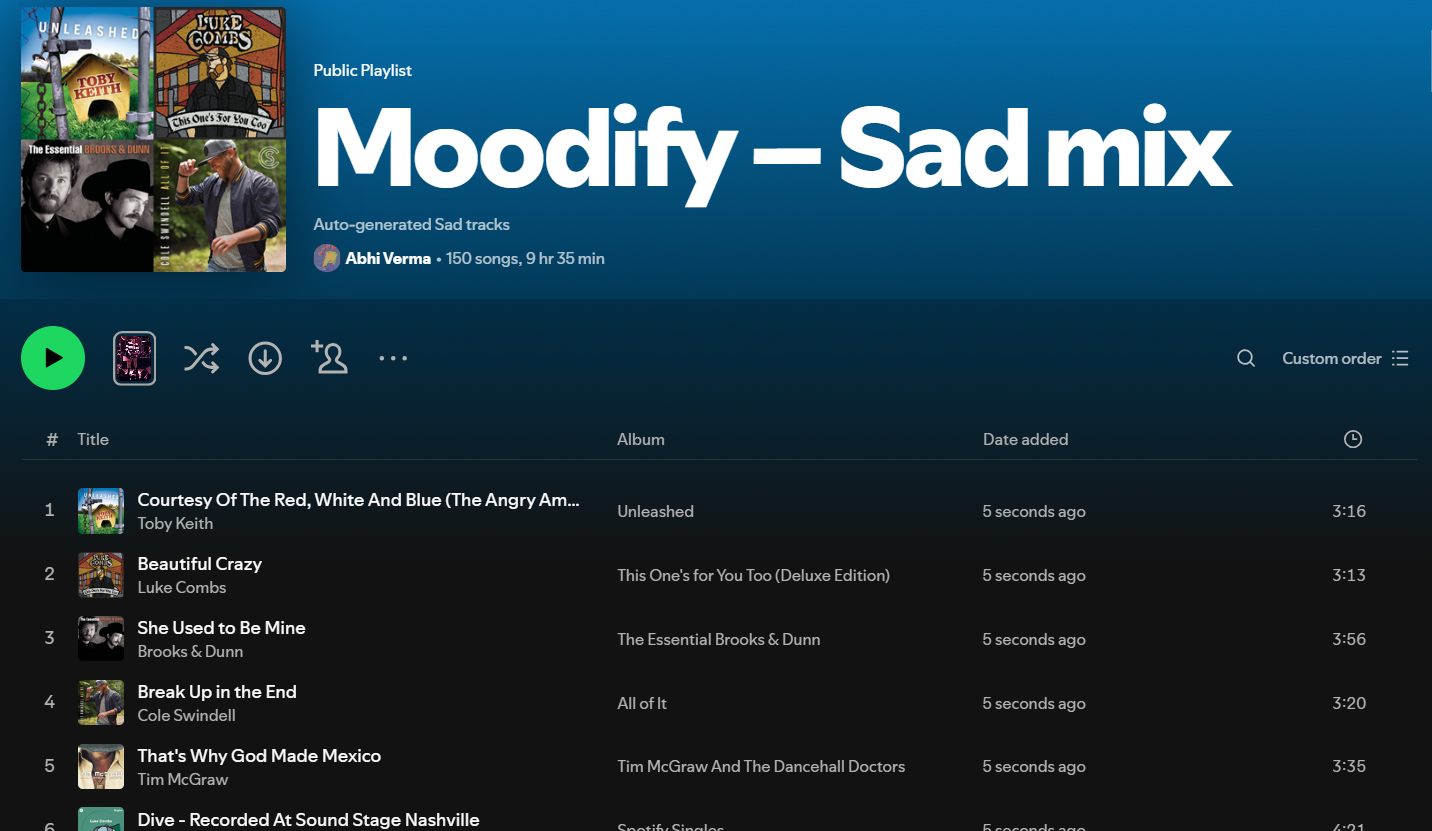 UNLEASHED
TOBY
KEITH
LUKE
COMBS
This One's For You Too
The Essential BROOKS & DUNN
COLE SWINDELL ALL OF IT
Public Playlist
Moodify – Sad mix
Auto-generated Sad tracks
Abhi Verma • 150 songs, 9 hr 35 min
Custom order
# Title Album Date added
1 Courtesy Of The Red, White And Blue (The Angry Am... Unleashed 5 seconds ago 3:16
Toby Keith
2 Beautiful Crazy This One's for You Too (Deluxe Edition) 5 seconds ago 3:13
Luke Combs
3 She Used to Be Mine The Essential Brooks & Dunn 5 seconds ago 3:56
Brooks & Dunn
4 Break Up in the End All of It 5 seconds ago 3:20
Cole Swindell
5 That's Why God Made Mexico Tim McGraw And The Dancehall Doctors 5 seconds ago 3:35
Tim McGraw
6 Dive - Recorded At Sound Stage Nashville Spotify Singles 5 seconds ago 4:21